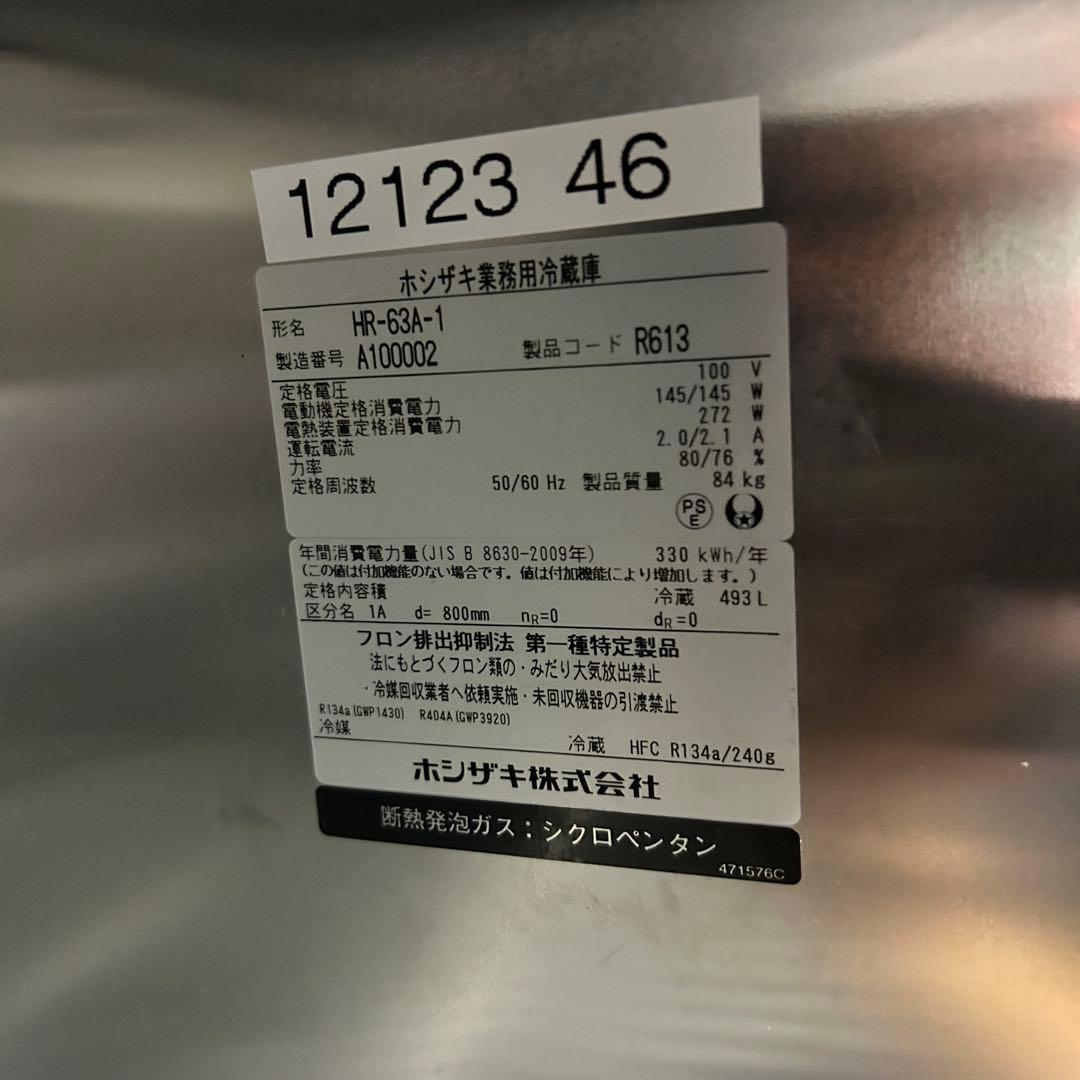 12123 46
ホシザキ業務用冷蔵庫
形名 HR-63A-1
製造番号 A100002 製品コード R613
定格電圧 100 V
電動機定格消費電力 145/145 W
電熱装置定格消費電力 272 W
運転電流 2.0/2.1 A
力率 80/76 %
定格周波数 50/60 Hz 製品質量 84 kg
PS
E
年間消費電力量(JIS B 8630-2009年) 330 kWh/年
(この値は付加機能のない場合です。値は付加機能により増加します。)
定格内容積 冷蔵 493L
区分名 1A d= 800mm nR=0 dR=0
フロン排出抑制法 第一種特定製品
法にもとづくフロン類の・みだり大気放出禁止
・冷媒回収業者へ依頼実施・未回収機器の引渡禁止
R134a(GWP1430) R404A(GWP3920)
冷媒 冷蔵 HFC R134a/240g
ホシザキ株式会社
断熱発泡ガス：シクロペンタン
471576C